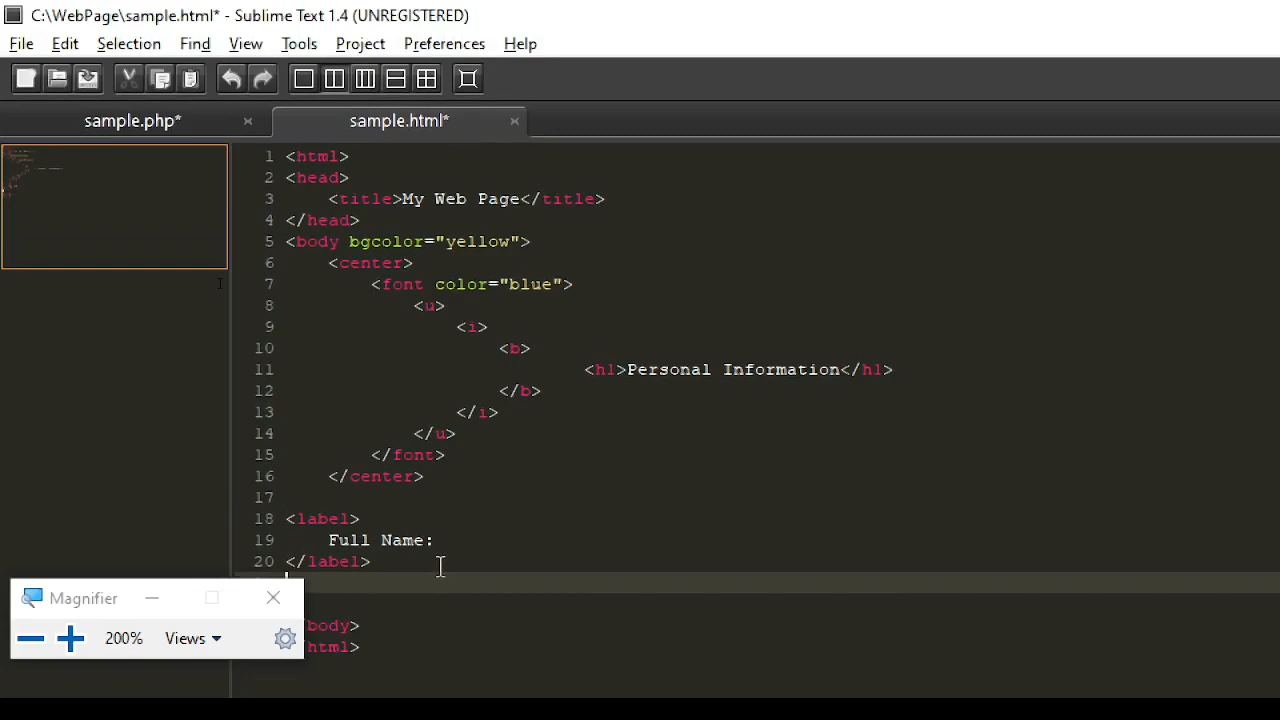 C:\WebPage\sample.html* - Sublime Text 1.4 (UNREGISTERED)
File Edit Selection Find View Tools Project Preferences Help
sample.php* × sample.html* ×
1 <html>
2 <head>
3 <title>My Web Page</title>
4 </head>
5 <body bgcolor="yellow">
6 <center>
7 <font color="blue">
8 <u>
9 <i>
10 <b>
11 <h1>Personal Information</h1>
12 </b>
13 </i>
14 </u>
15 </font>
16 </center>
17
18 <label>
19 Full Name:
20 </label>
Magnifier
200% Views
body>
html>